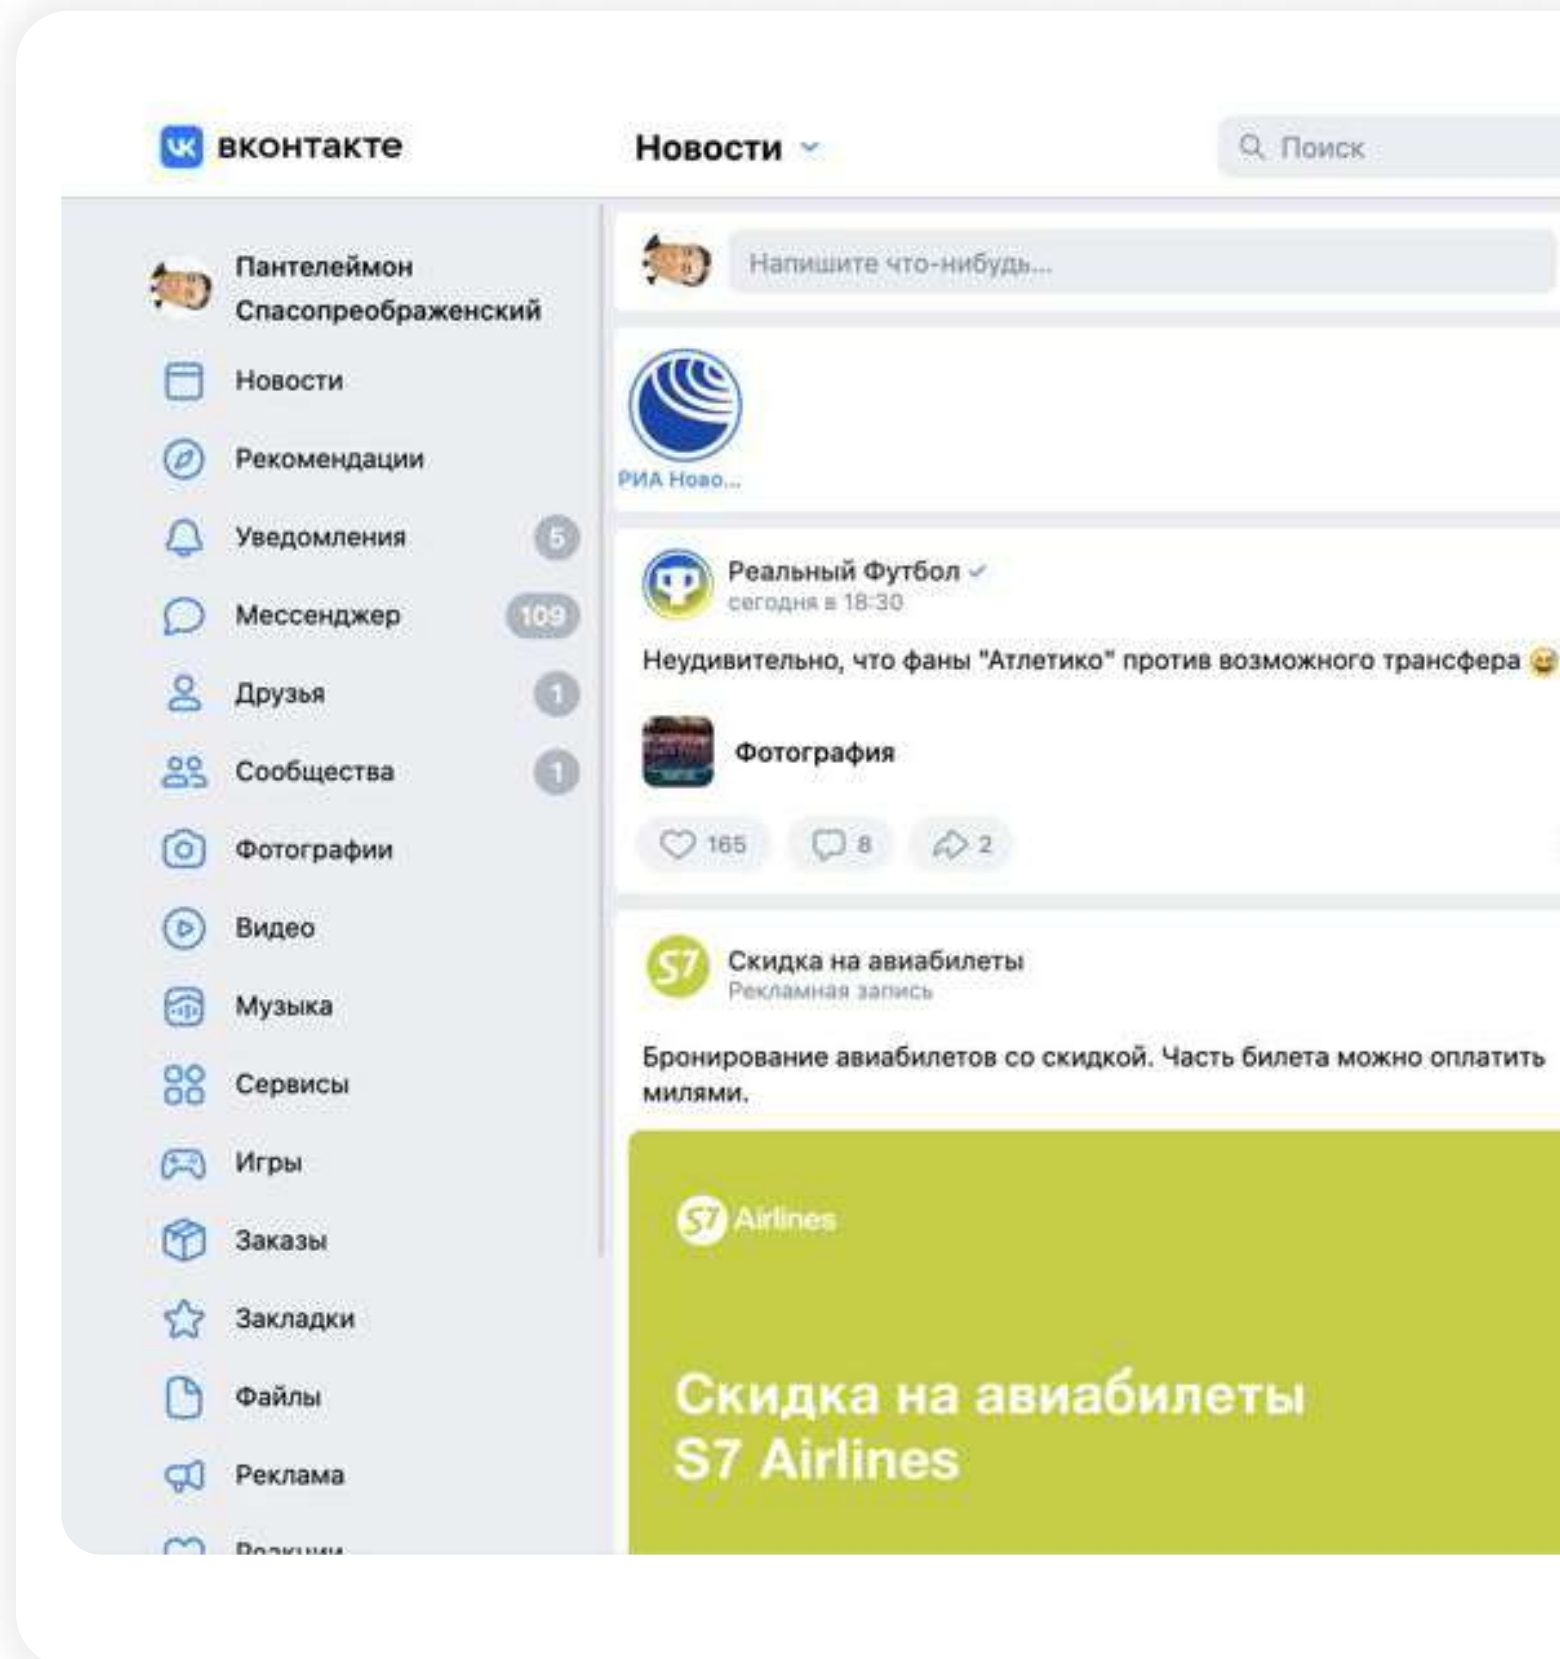 вконтакте
Новости
Поиск
Пантелеймон
Спасопреображенский
Новости
Рекомендации
Уведомления 5
Мессенджер 109
Друзья 1
Сообщества 1
Фотографии
Видео
Музыка
Сервисы
Игры
Заказы
Закладки
Файлы
Реклама
Реакции
Напишите что-нибудь...
РИА Ново...
Реальный Футбол
сегодня в 18:30
Неудивительно, что фаны "Атлетико" против возможного трансфера 😅
Фотография
165 8 2
S7
Скидка на авиабилеты
Рекламная запись
Бронирование авиабилетов со скидкой. Часть билета можно оплатить
милями.
S7 Airlines
Скидка на авиабилеты
S7 Airlines